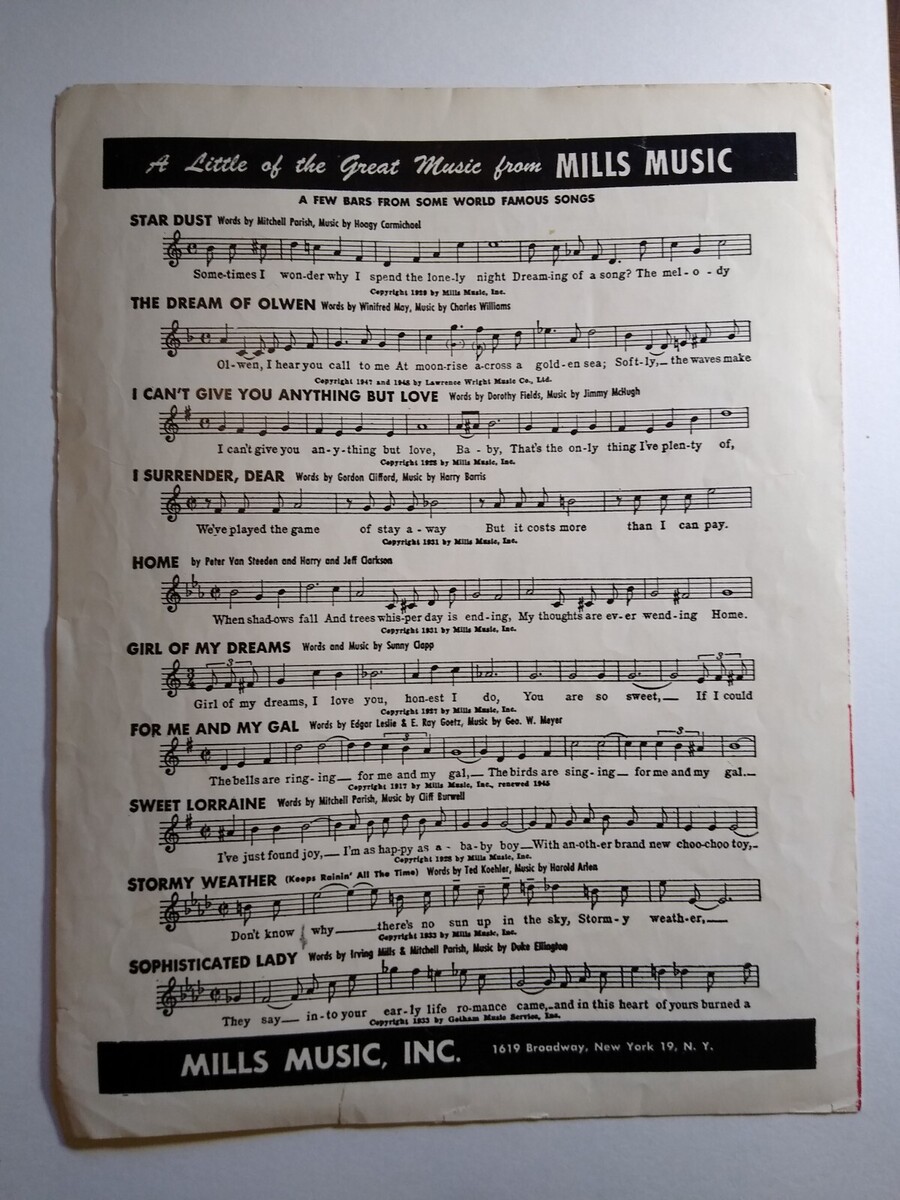 A Little of the Great Music from MILLS MUSIC
A FEW BARS FROM SOME WORLD FAMOUS SONGS
STAR DUST Words by Mitchell Parish, Music by Hoagy Carmichael
Some-times I won-der why I spend the lone-ly night Dream-ing of a song? The mel-o-dy
Copyright 1929 by Mills Music, Inc.
THE DREAM OF OLWEN Words by Winifred May, Music by Charles Williams
Ol-wen, I hear you call to me At moon-rise a-cross a gold-en sea; Soft-ly,_ the waves make
Copyright 1947 and 1948 by Lawrence Wright Music Co., Ltd.
I CAN'T GIVE YOU ANYTHING BUT LOVE Words by Dorothy Fields, Music by Jimmy McHugh
I can't give you an-y-thing but love, Ba-by, That's the on-ly thing I've plen-ty of,
Copyright 1928 by Mills Music, Inc.
I SURRENDER, DEAR Words by Gordon Clifford, Music by Harry Barris
We've played the game of stay a-way But it costs more than I can pay.
Copyright 1931 by Mills Music, Inc.
HOME by Peter Van Steeden and Harry and Jeff Clarkson
When shad-ows fall And trees whis-per day is end-ing, My thoughts are ev-er wend-ing Home.
Copyright 1931 by Mills Music, Inc.
GIRL OF MY DREAMS Words and Music by Sunny Clapp
3 3
Girl of my dreams, I love you, hon-est I do, You are so sweet,_ If I could
Copyright 1927 by Mills Music, Inc.
FOR ME AND MY GAL Words by Edgar Leslie & E. Ray Goetz, Music by Geo. W. Meyer
3 3
The bells are ring-ing_ for me and my gal,_ The birds are sing-ing_ for me and my gal._
Copyright 1917 by Mills Music, Inc., renewed 1945
SWEET LORRAINE Words by Mitchell Parish, Music by Cliff Burwell
I've just found joy,_ I'm as hap-py as a-ba-by boy_With an-oth-er brand new choo-choo toy,_
Copyright 1928 by Mills Music, Inc.
STORMY WEATHER (Keeps Rainin' All The Time) Words by Ted Koehler, Music by Harold Arlen
Don't know why_ there's no sun up in the sky, Storm-y weath-er,_
Copyright 1933 by Mills Music, Inc.
SOPHISTICATED LADY Words by Irving Mills & Mitchell Parish, Music by Duke Ellington
They say_ in-to your ear-ly life ro-mance came,_and in this heart of yours burned a
Copyright 1933 by Gotham Music Service, Inc.
MILLS MUSIC, INC. 1619 Broadway, New York 19, N. Y.